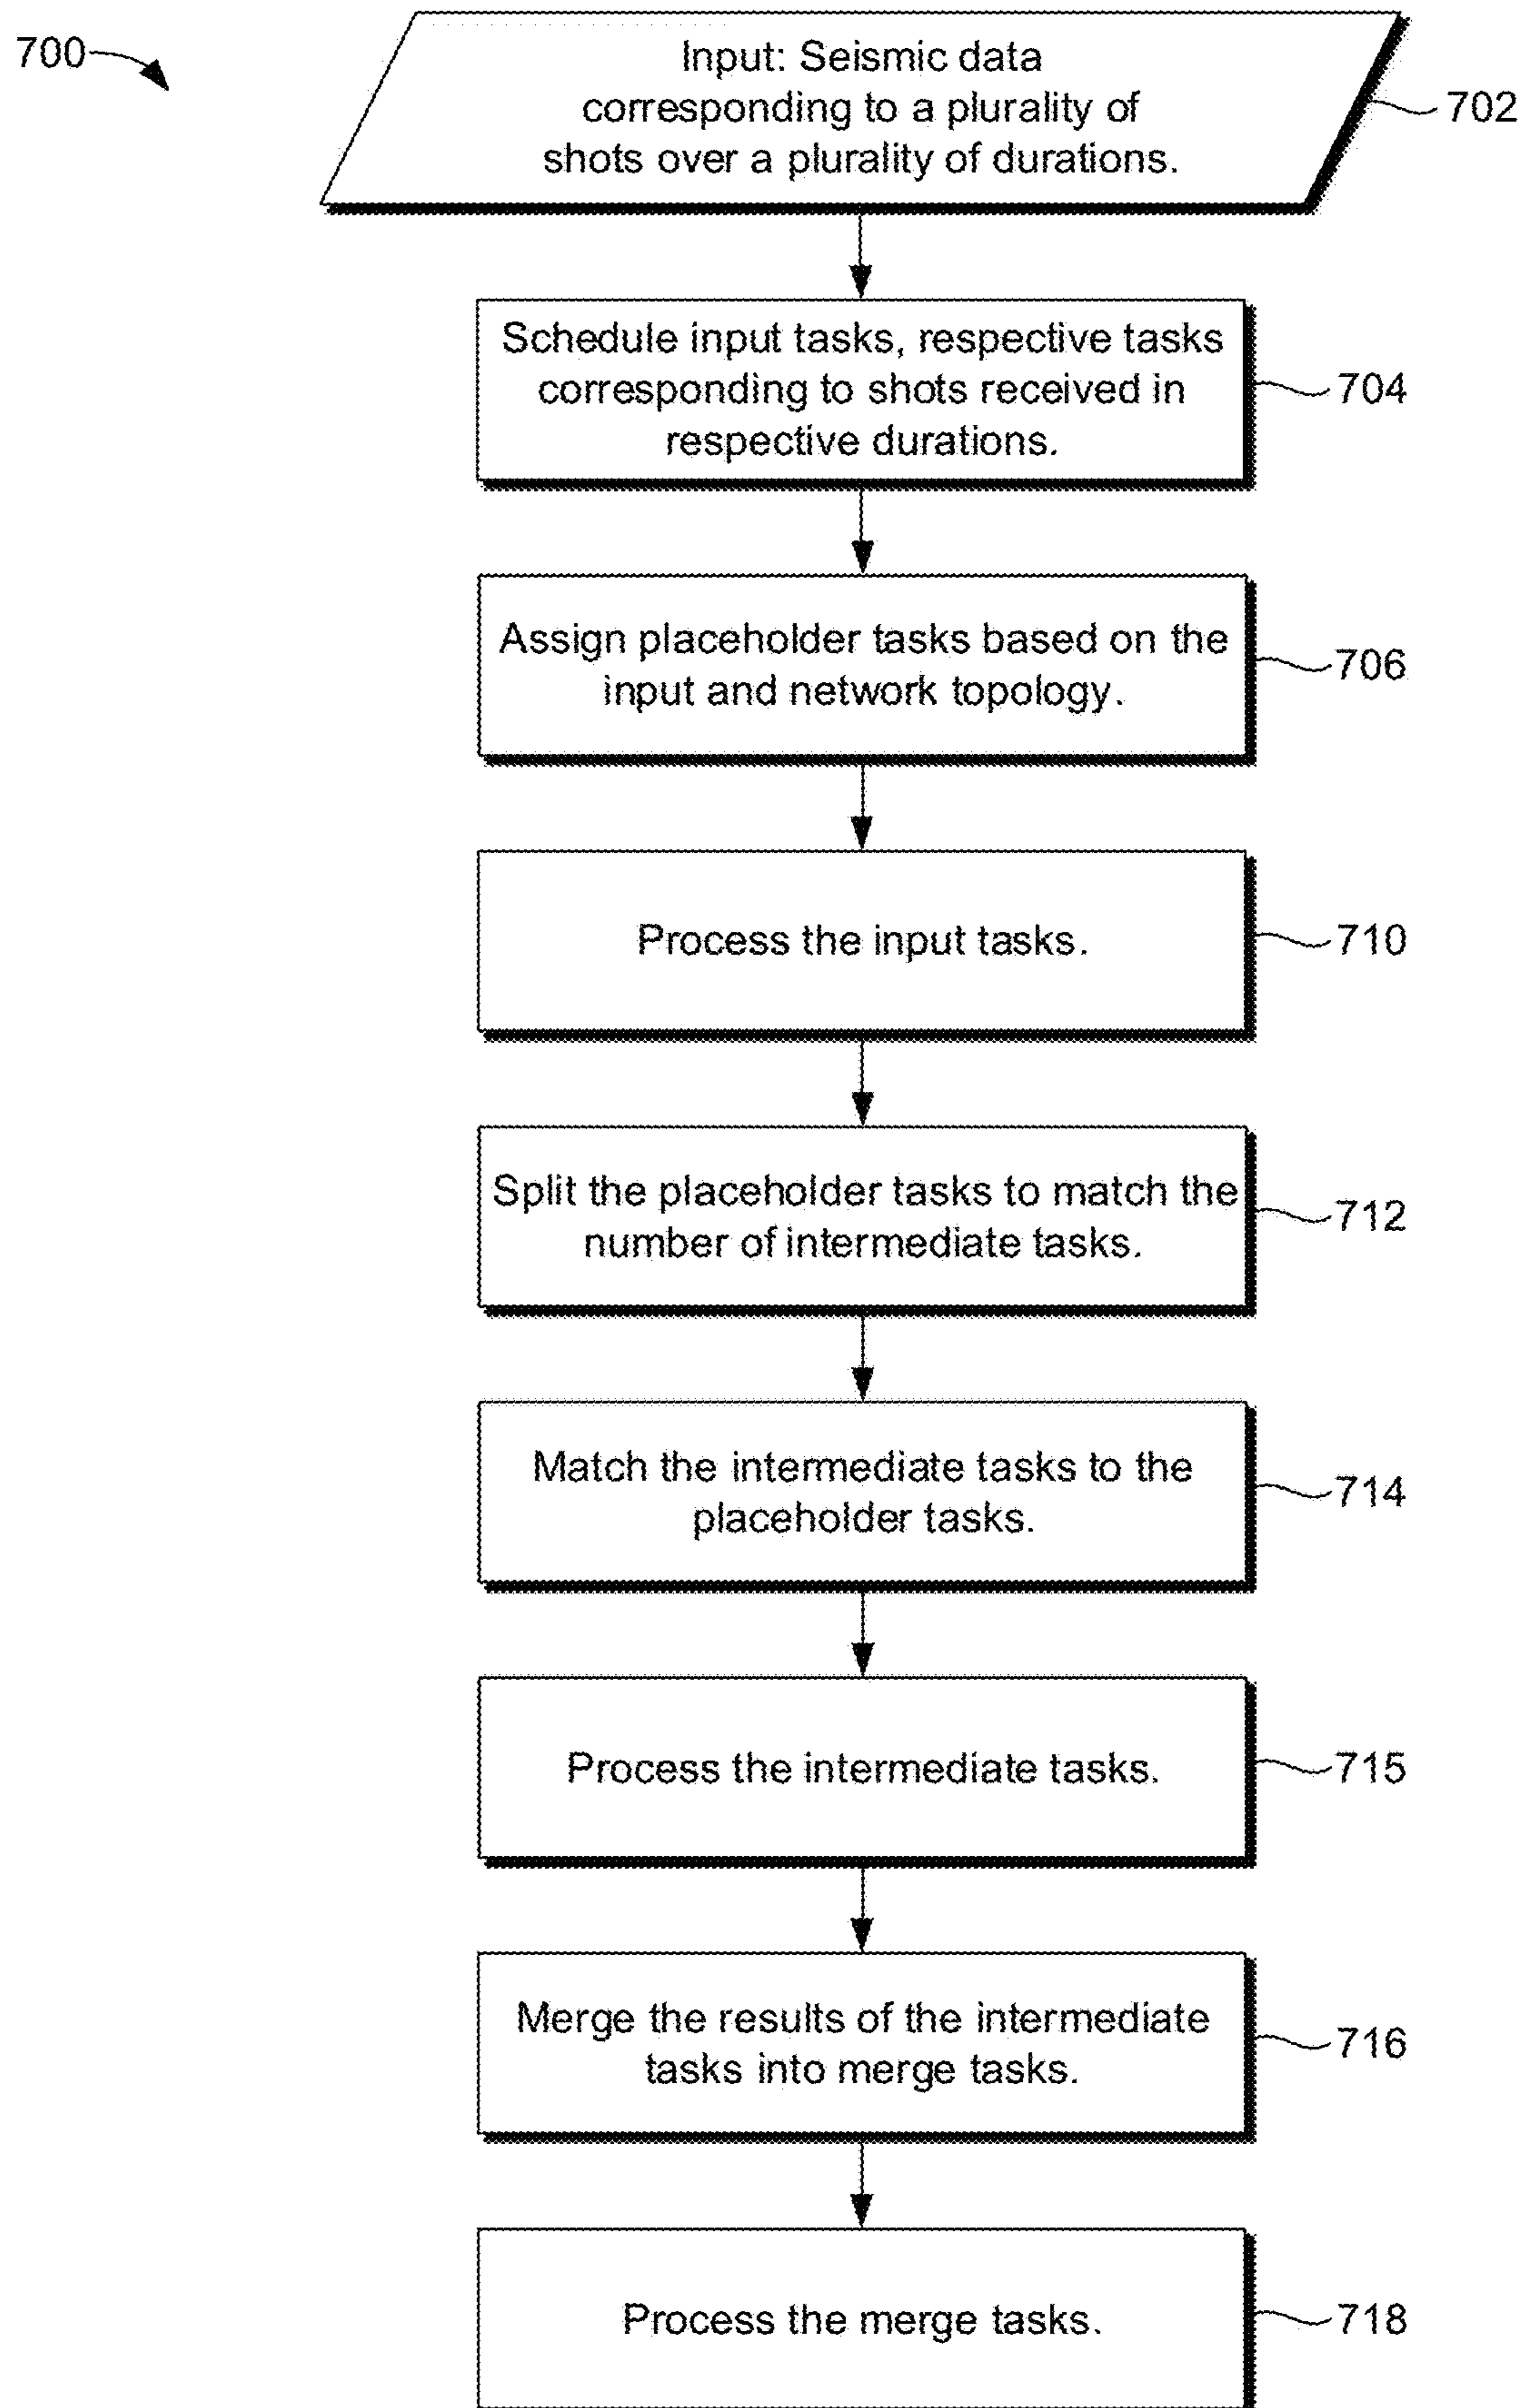 700
Input: Seismic data
corresponding to a plurality of
shots over a plurality of durations.
702
Schedule input tasks, respective tasks
corresponding to shots received in
respective durations.
704
Assign placeholder tasks based on the
input and network topology.
706
Process the input tasks.
710
Split the placeholder tasks to match the
number of intermediate tasks.
712
Match the intermediate tasks to the
placeholder tasks.
714
Process the intermediate tasks.
715
Merge the results of the intermediate
tasks into merge tasks.
716
Process the merge tasks.
718